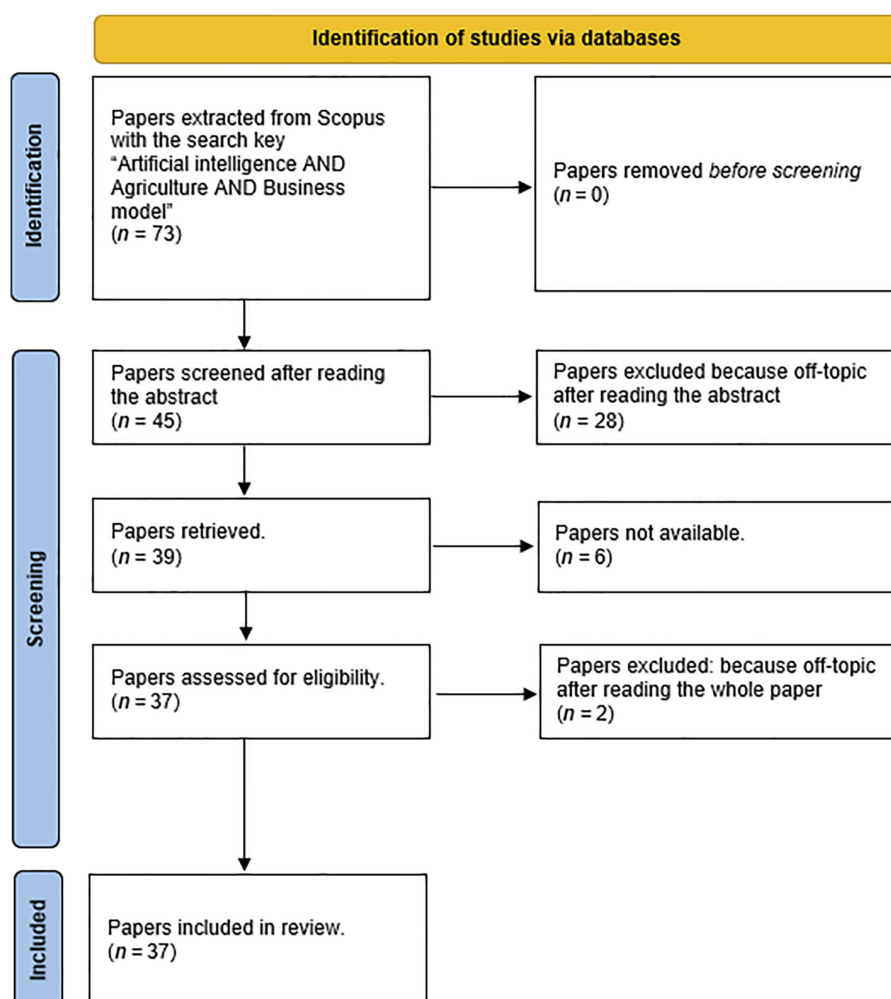 Identification of studies via databases
Identification
Papers extracted from Scopus
with the search key
“Artificial intelligence AND
Agriculture AND Business
model”
(n = 73)
Papers removed before screening
(n = 0)
Screening
Papers screened after reading
the abstract
(n = 45)
Papers excluded because off-topic
after reading the abstract
(n = 28)
Papers retrieved.
(n = 39)
Papers not available.
(n = 6)
Papers assessed for eligibility.
(n = 37)
Papers excluded: because off-topic
after reading the whole paper
(n = 2)
Included
Papers included in review.
(n = 37)